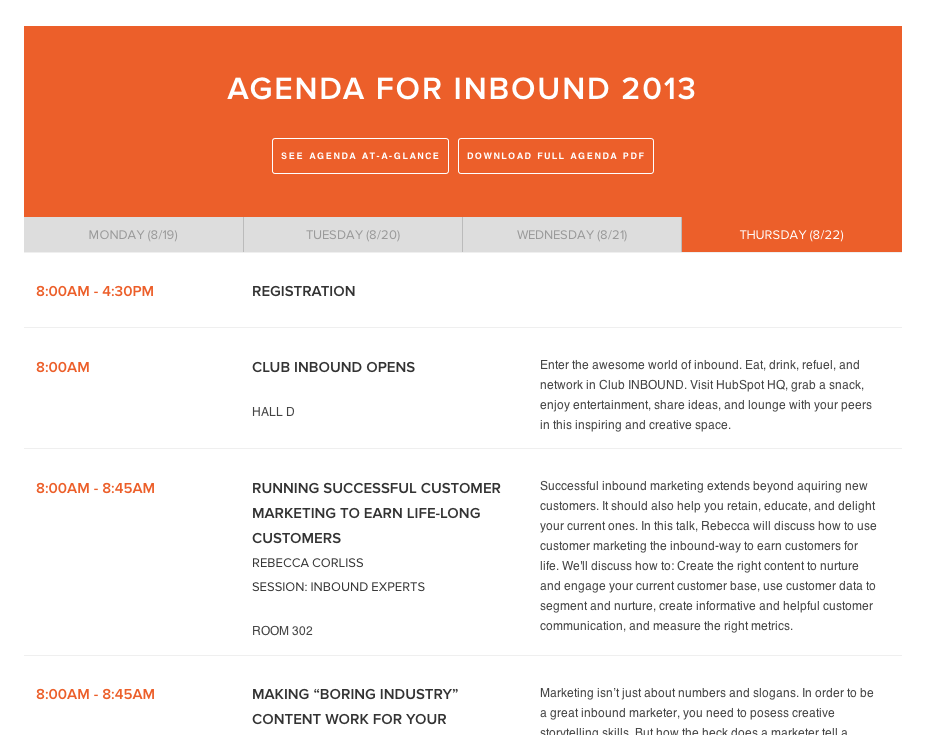 AGENDA FOR INBOUND 2013
SEE AGENDA AT-A-GLANCE
DOWNLOAD FULL AGENDA PDF
MONDAY (8/19)
TUESDAY (8/20)
WEDNESDAY (8/21)
THURSDAY (8/22)
8:00AM - 4:30PM
REGISTRATION
8:00AM
CLUB INBOUND OPENS
HALL D
Enter the awesome world of inbound. Eat, drink, refuel, and
network in Club INBOUND. Visit HubSpot HQ, grab a snack,
enjoy entertainment, share ideas, and lounge with your peers
in this inspiring and creative space.
8:00AM - 8:45AM
RUNNING SUCCESSFUL CUSTOMER
MARKETING TO EARN LIFE-LONG
CUSTOMERS
REBECCA CORLISS
SESSION: INBOUND EXPERTS
ROOM 302
Successful inbound marketing extends beyond aquiring new
customers. It should also help you retain, educate, and delight
your current ones. In this talk, Rebecca will discuss how to use
customer marketing the inbound-way to earn customers for
life. We'll discuss how to: Create the right content to nurture
and engage your current customer base, use customer data to
segment and nurture, create informative and helpful customer
communication, and measure the right metrics.
8:00AM - 8:45AM
MAKING “BORING INDUSTRY”
CONTENT WORK FOR YOUR
Marketing isn’t just about numbers and slogans. In order to be
a great inbound marketer, you need to posess creative
storytelling skills. But how the heck does a marketer tell a